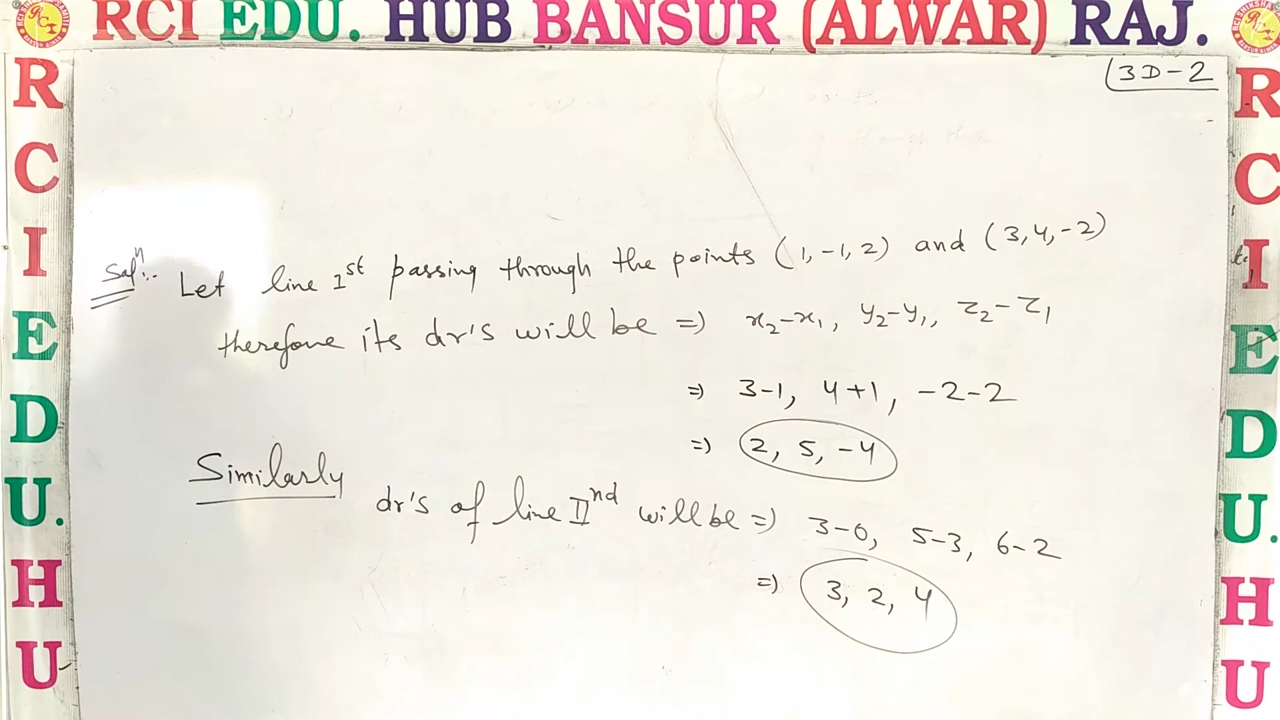 RCI EDU. HUB BANSUR (ALWAR) RAJ.
R
C
I
E
D
U.
H
U
3D-2
Solⁿ:- Let line Iˢᵗ passing through the points (1, -1, 2) and (3, 4, -2)
therefore its dr's will be => x₂-x₁, y₂-y₁, z₂-z₁
=> 3-1, 4+1, -2-2
=> 2, 5, -4
Similarly dr's of line IIⁿᵈ will be => 3-0, 5-3, 6-2
=> 3, 2, 4
R
C
I
E
D
U.
H
U